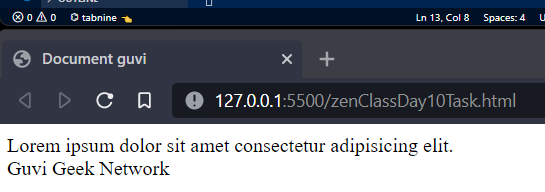 OUTLINE
0 0 tabnine Ln 13, Col 8 Spaces: 4
Document guvi
127.0.0.1:5500/zenClassDay10Task.html
Lorem ipsum dolor sit amet consectetur adipisicing elit.
Guvi Geek Network